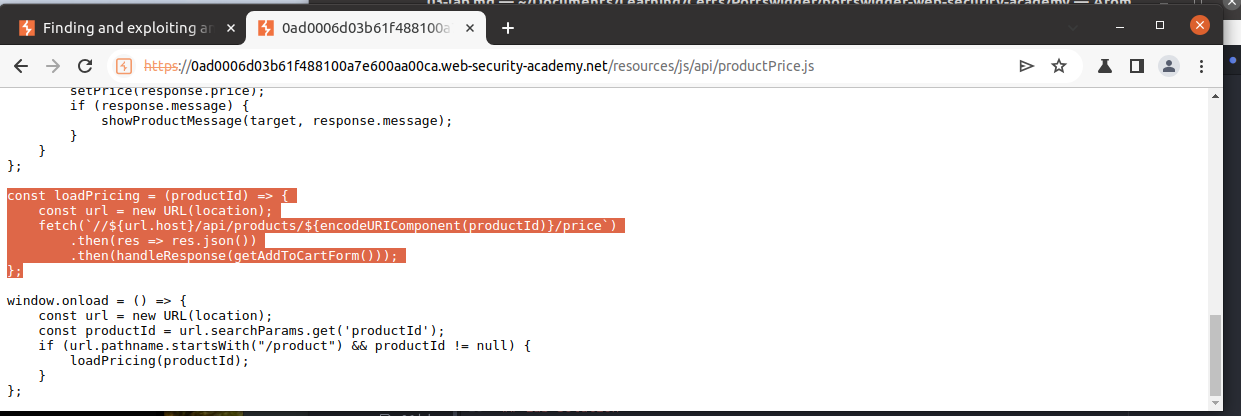 Finding and exploiting an
0ad0006d03b61f488100a
https://0ad0006d03b61f488100a7e600aa00ca.web-security-academy.net/resources/js/api/productPrice.js
        setPrice(response.price);
        if (response.message) {
            showProductMessage(target, response.message);
        }
    }
};
const loadPricing = (productId) => {
    const url = new URL(location);
    fetch(`//${url.host}/api/products/${encodeURIComponent(productId)}/price`)
        .then(res => res.json())
        .then(handleResponse(getAddToCartForm()));
};
window.onload = () => {
    const url = new URL(location);
    const productId = url.searchParams.get('productId');
    if (url.pathname.startsWith("/product") && productId != null) {
        loadPricing(productId);
    }
};